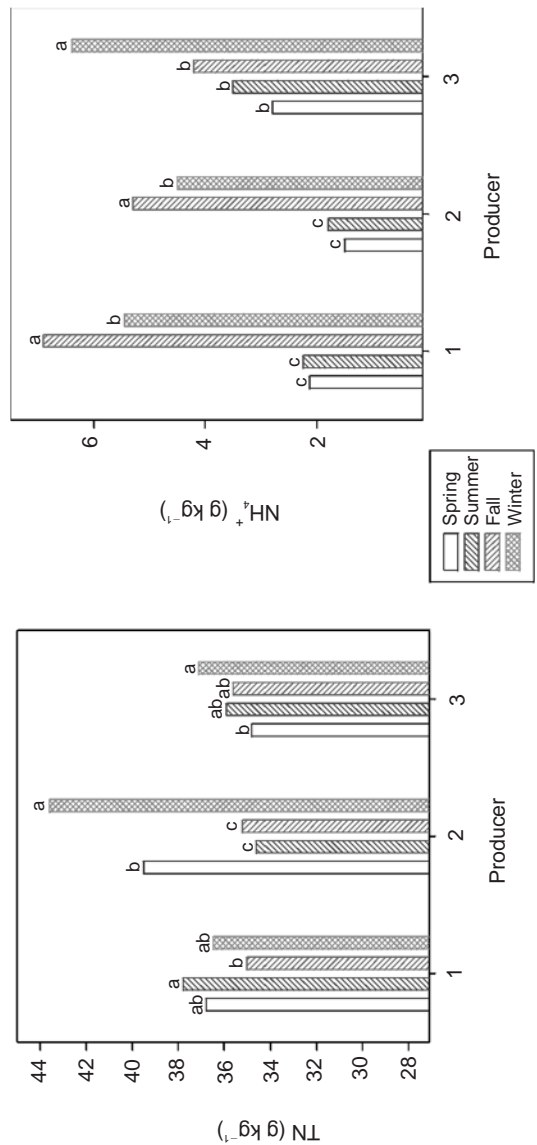 TN (g kg⁻¹)
44
42
40
38
36
34
32
30
28
ab
a
b
ab
b
c
c
a
b
ab
ab
a
1
2
3
Producer
NH₄⁺ (g kg⁻¹)
6
4
2
c
c
a
b
c
c
a
b
b
b
b
a
1
2
3
Producer
Spring
Summer
Fall
Winter